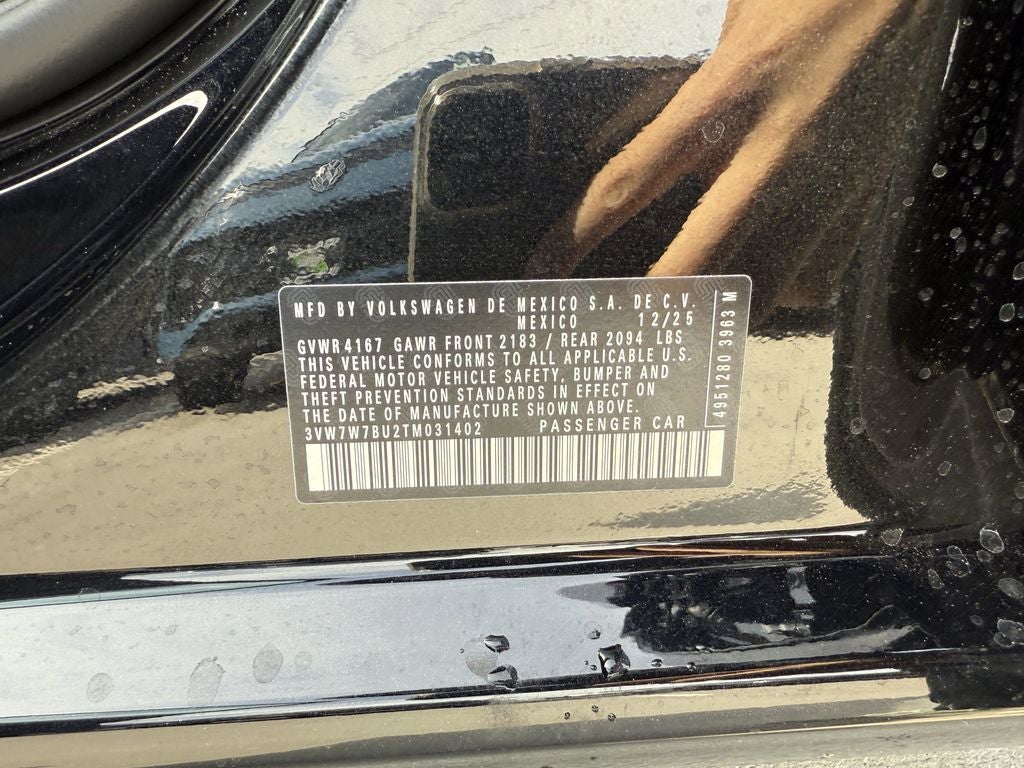 MFD BY VOLKSWAGEN DE MEXICO S.A. DE C.V.
MEXICO 12/25
GVWR 4167 GAWR FRONT 2183 / REAR 2094 LBS
THIS VEHICLE CONFORMS TO ALL APPLICABLE U.S.
FEDERAL MOTOR VEHICLE SAFETY, BUMPER AND
THEFT PREVENTION STANDARDS IN EFFECT ON
THE DATE OF MANUFACTURE SHOWN ABOVE.
3VW7W7BU2TM031402 PASSENGER CAR
4951280 3963 M